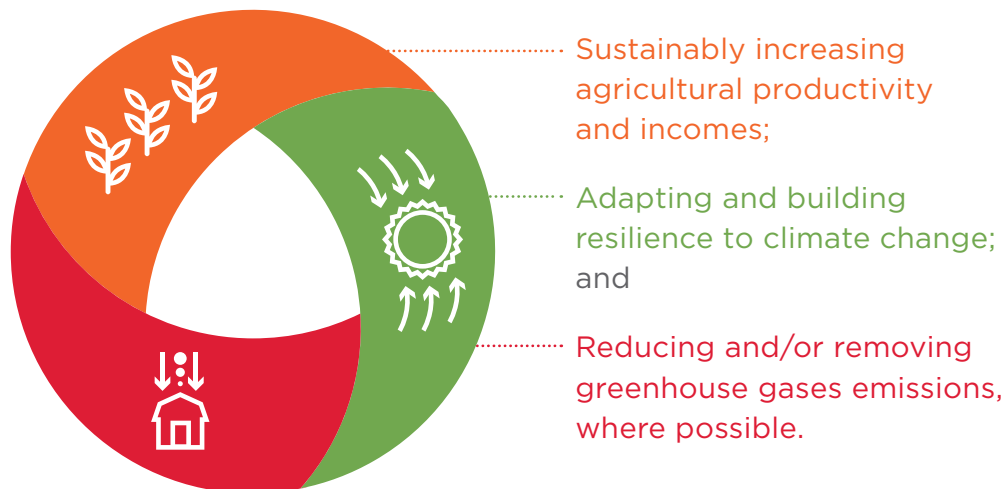 Sustainably increasing
agricultural productivity
and incomes;
Adapting and building
resilience to climate change;
and
Reducing and/or removing
greenhouse gases emissions,
where possible.